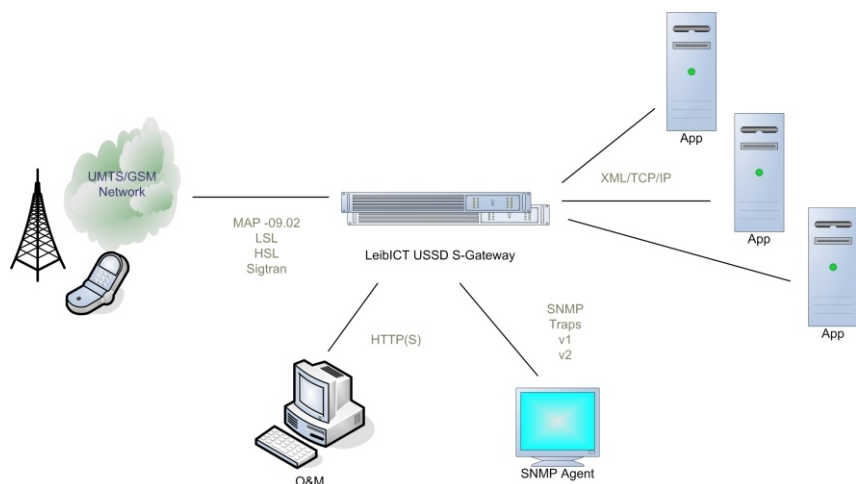 App
UMTS/GSM
Network
XML/TCP/IP
App
MAP -09.02
LSL
HSL
Sigtran
LeibICT USSD S-Gateway
App
HTTP(S)
SNMP
Traps
v1
v2
O&M
SNMP Agent